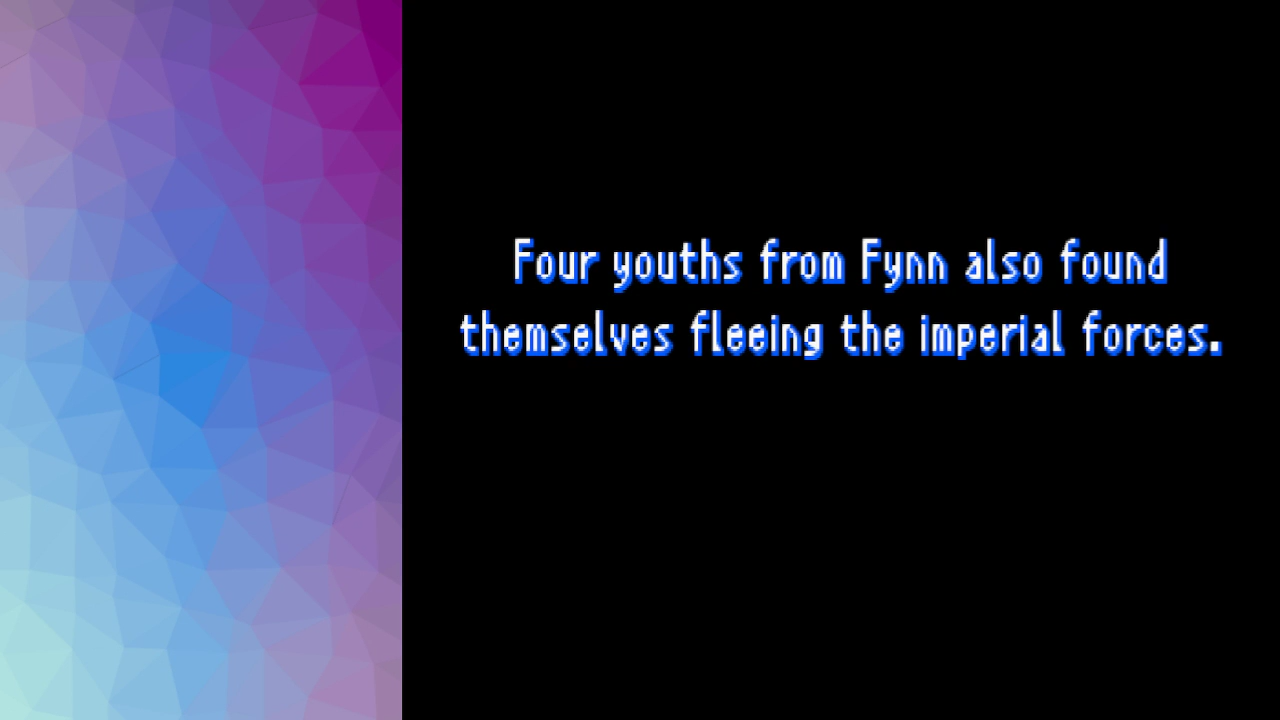 Four youths from Fynn also found
themselves fleeing the imperial forces.